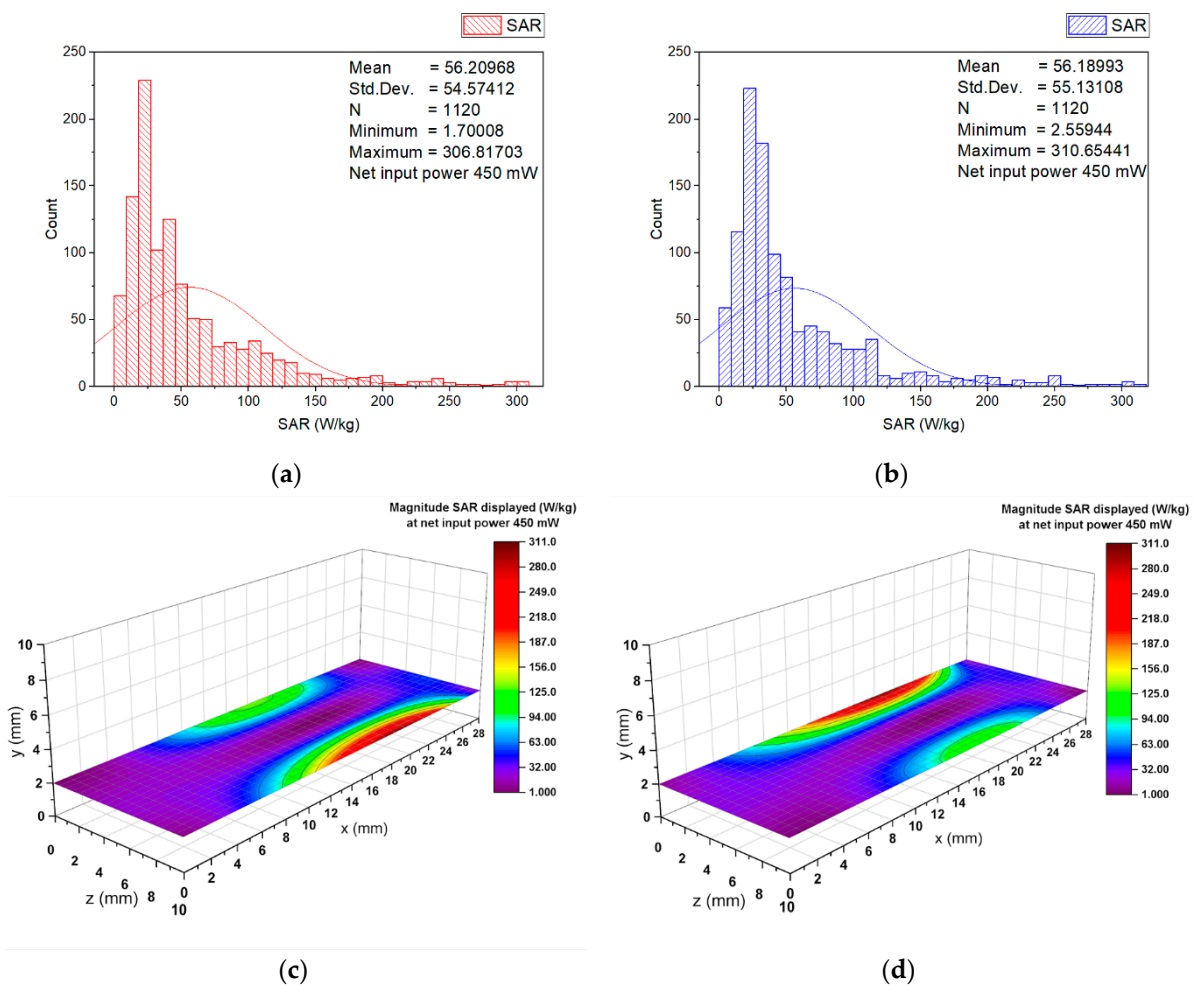 SAR
Mean = 56.20968
Std.Dev. = 54.57412
N = 1120
Minimum = 1.70008
Maximum = 306.81703
Net input power 450 mW
250
200
150
100
50
0
Count
0 50 100 150 200 250 300
SAR (W/kg)
(a)
SAR
Mean = 56.18993
Std.Dev. = 55.13108
N = 1120
Minimum = 2.55944
Maximum = 310.65441
Net input power 450 mW
250
200
150
100
50
0
Count
0 50 100 150 200 250 300
SAR (W/kg)
(b)
Magnitude SAR displayed (W/kg)
at net input power 450 mW
311.0
280.0
249.0
218.0
187.0
156.0
125.0
94.00
63.00
32.00
1.000
10
8
6
4
2
0
y (mm)
0 2 4 6 8 10
z (mm)
0 2 4 6 8 10 12 14 16 18 20 22 24 26 28
x (mm)
(c)
Magnitude SAR displayed (W/kg)
at net input power 450 mW
311.0
280.0
249.0
218.0
187.0
156.0
125.0
94.00
63.00
32.00
1.000
10
8
6
4
2
0
y (mm)
0 2 4 6 8 10
z (mm)
0 2 4 6 8 10 12 14 16 18 20 22 24 26 28
x (mm)
(d)